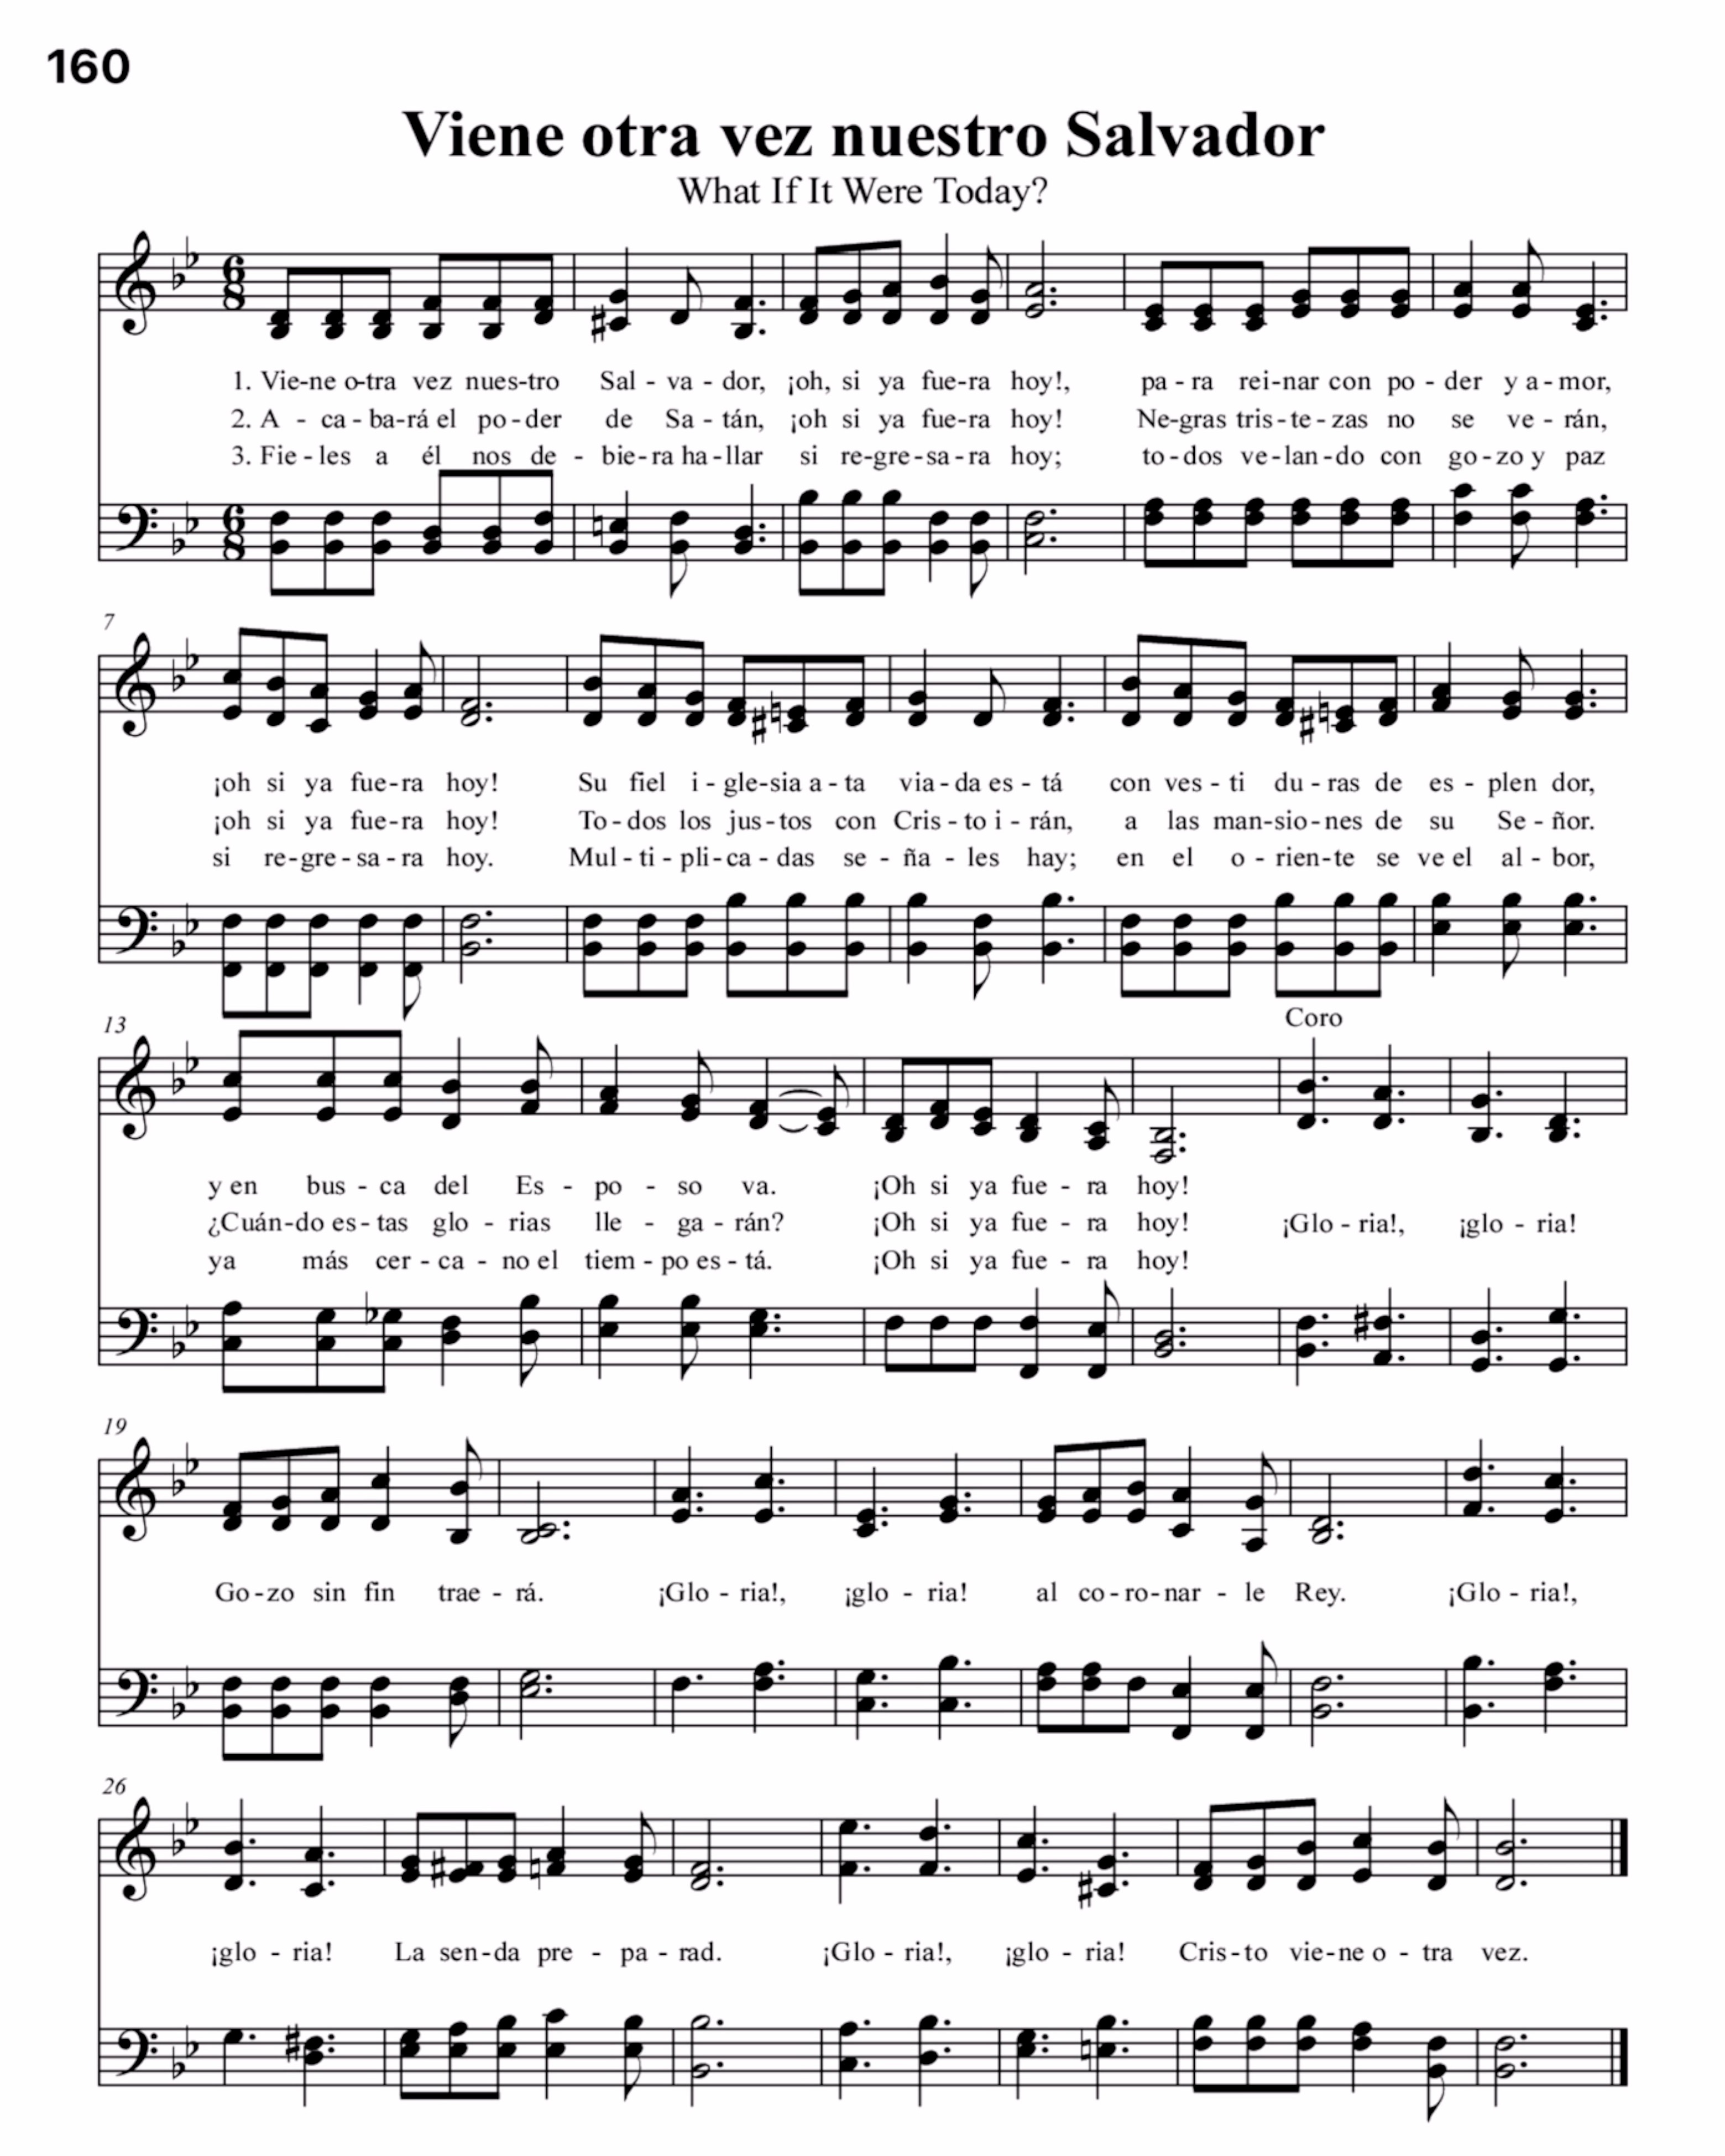 160
Viene otra vez nuestro Salvador
What If It Were Today?
6 8
1. Vie-ne o-tra vez nues-tro Sal - va - dor, ¡oh, si ya fue-ra hoy!, pa - ra rei-nar con po - der y a - mor,
2. A - ca - ba-rá el po - der de Sa - tán, ¡oh si ya fue-ra hoy! Ne-gras tris - te - zas no se ve - rán,
3. Fie - les a él nos de - bie-ra ha-llar si re-gre-sa-ra hoy; to - dos ve-lan-do con go-zo y paz
6 8
7
¡oh si ya fue-ra hoy! Su fiel i - gle-sia a - ta via - da es - tá con ves - ti du - ras de es - plen dor,
¡oh si ya fue-ra hoy! To - dos los jus-tos con Cris - to i - rán, a las man-sio-nes de su Se - ñor.
si re-gre-sa-ra hoy. Mul - ti - pli-ca - das se - ña - les hay; en el o - rien-te se ve el al - bor,
13
Coro
y en bus - ca del Es - po - so va. ¡Oh si ya fue - ra hoy!
¿Cuán-do es - tas glo - rias lle - ga - rán? ¡Oh si ya fue - ra hoy! ¡Glo - ria!, ¡glo - ria!
ya más cer - ca - no el tiem - po es - tá. ¡Oh si ya fue - ra hoy!
19
Go - zo sin fin trae - rá. ¡Glo - ria!, ¡glo - ria! al co - ro - nar - le Rey. ¡Glo - ria!,
26
¡glo - ria! La sen - da pre - pa - rad. ¡Glo - ria!, ¡glo - ria! Cris - to vie - ne o - tra vez.